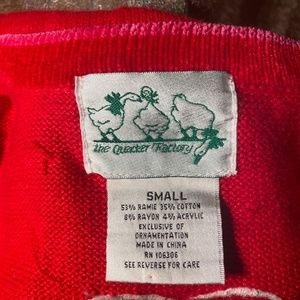 The Quacker Factory
SMALL
53% RAMIE 35% COTTON
8% RAYON 4% ACRYLIC
EXCLUSIVE OF
ORNAMENTATION
MADE IN CHINA
RN 106306
SEE REVERSE FOR CARE